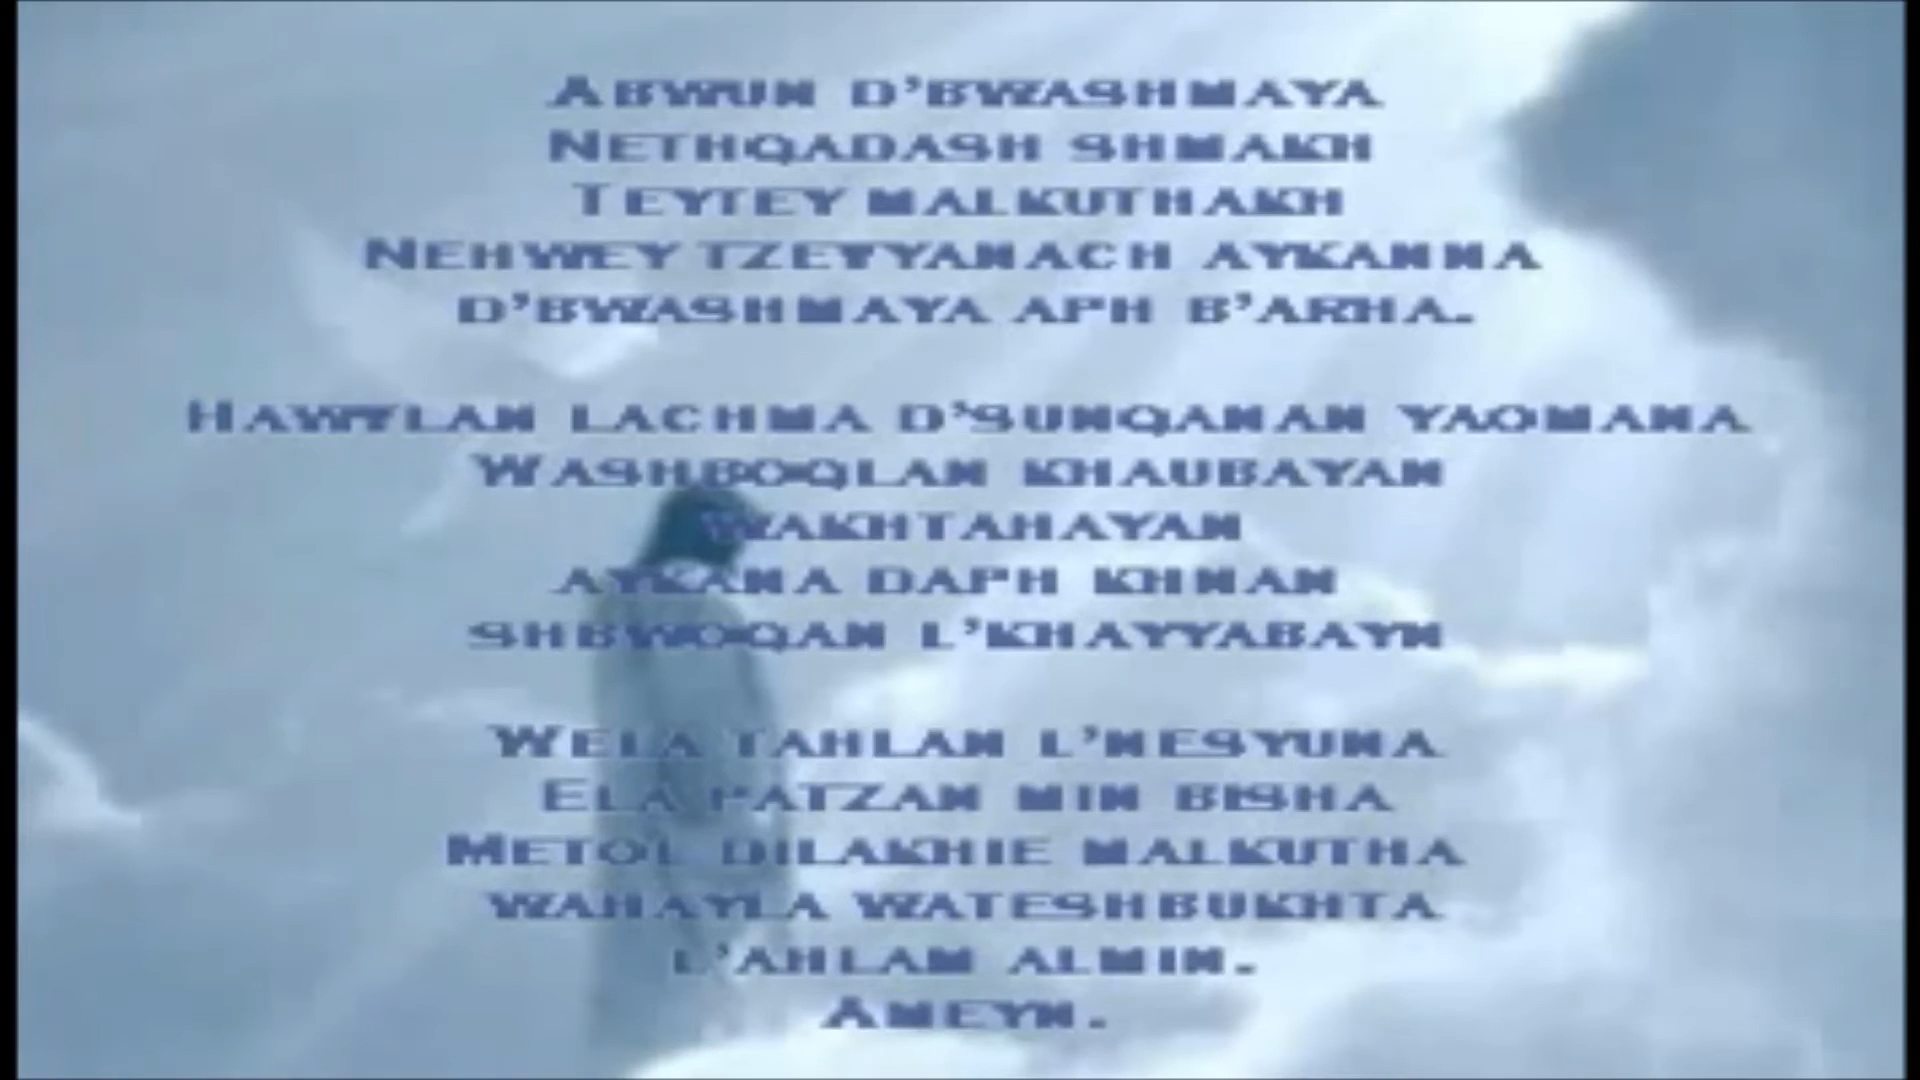 Abwun d'bwashmaya
Nethqadash shmakh
Teytey malkuthakh
Nehwey tzevyanach aykanna
d'bwashmaya aph b'arha.
Hawvlan lachma d'sunqanan yaomana
Washboqlan khaubayan
wakhtahayan
aykana daph khnan
shbwoqan l'khayyabayn
Wela tahlan l'nesyuna
Ela patzan min bisha
Metol dilakhie malkutha
wahayla wateshbukhta
l'ahlam almin.
Ameyn.